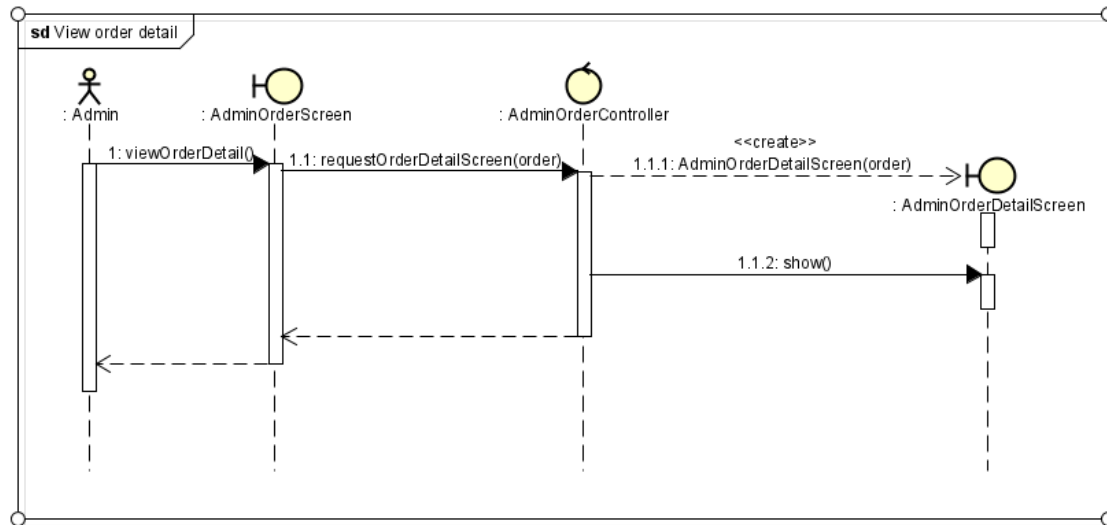 sd View order detail
: Admin
: AdminOrderScreen
: AdminOrderController
<<create>>
1: viewOrderDetail()
1.1: requestOrderDetailScreen(order)
1.1.1: AdminOrderDetailScreen(order)
: AdminOrderDetailScreen
1.1.2: show()